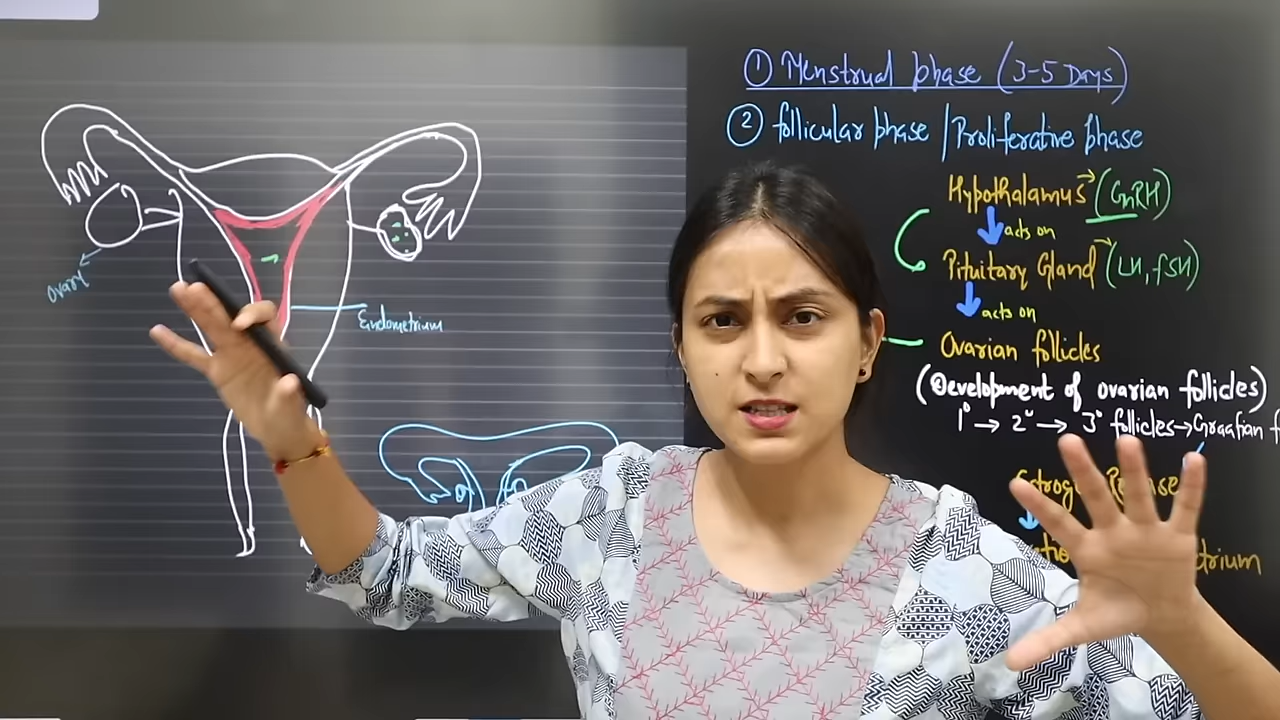 ① Menstrual phase (3-5 Days)
② follicular phase / Proliferative phase
Hypothalamus → (GnRH)
acts on
Pituitary Gland → (LH, FSH)
acts on
Ovarian follicles
(Development of ovarian follicles)
1° → 2° → 3° follicles → Graafian f
Ovary
Endometrium